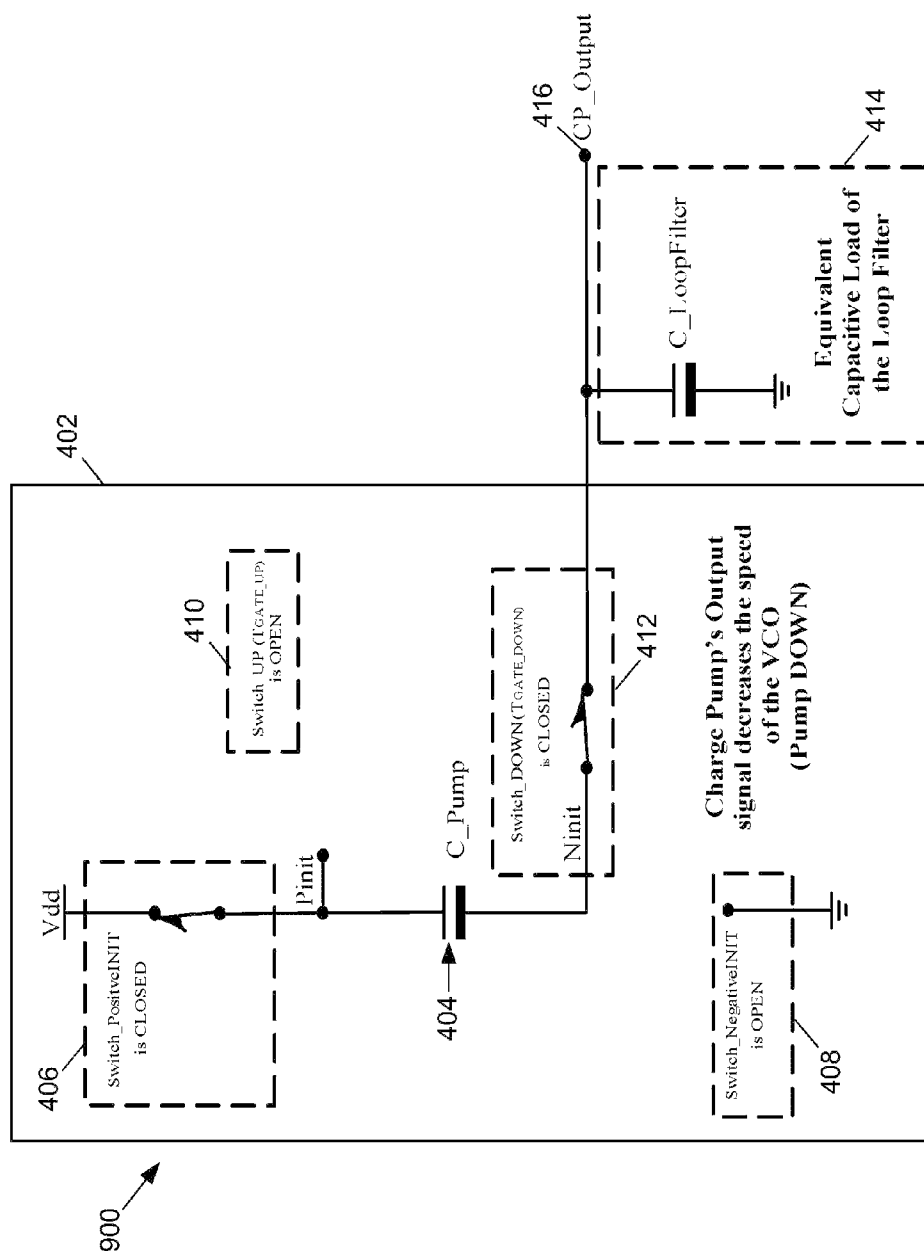 900
402
Vdd
406
Switch_PositveINIT
is CLOSED
Pinit
410
Switch_UP (TGATE_UP)
is OPEN
404
C_Pump
Switch_DOWN(TGATE_DOWN)
is CLOSED
Ninit
412
Switch_NegativeINIT
is OPEN
408
Charge Pump's Output
signal decreases the speed
of the VCO
(Pump DOWN)
416
CP_Output
C_LoopFilter
414
Equivalent
Capacitive Load of
the Loop Filter